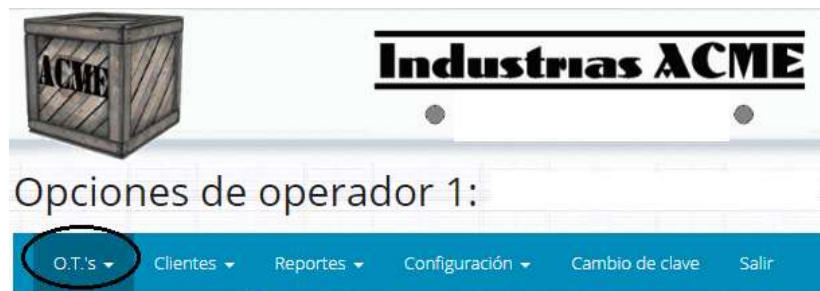 ACME
Industrias ACME
Opciones de operador 1:
O.T.'s Clientes Reportes Configuración Cambio de clave Salir